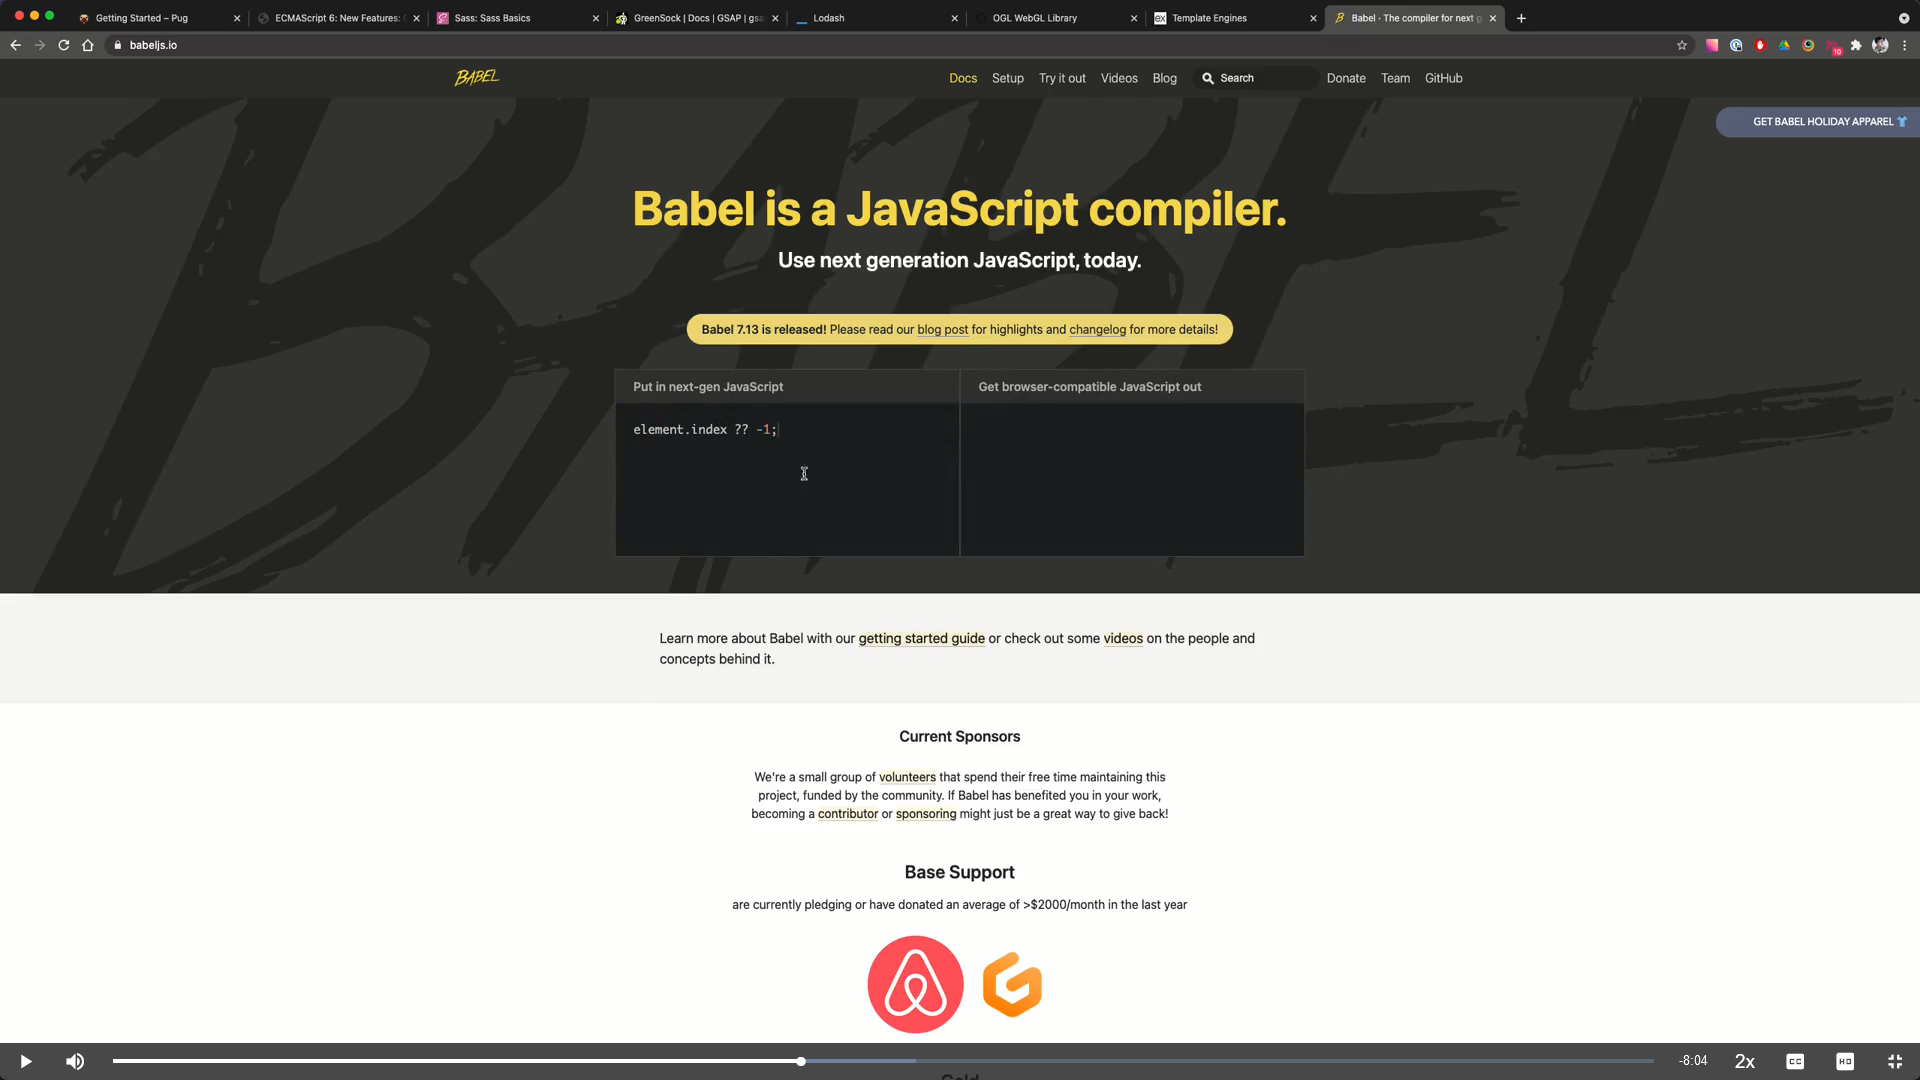 Getting Started – Pug
ECMAScript 6: New Features:
Sass: Sass Basics
GreenSock | Docs | GSAP | gsa
Lodash
OGL WebGL Library
ex
Template Engines
Babel · The compiler for next g
babeljs.io
10
BABEL
Docs
Setup
Try it out
Videos
Blog
Search
Donate
Team
GitHub
GET BABEL HOLIDAY APPAREL
BABEL
Babel is a JavaScript compiler.
Use next generation JavaScript, today.
Babel 7.13 is released! Please read our blog post for highlights and changelog for more details!
Put in next-gen JavaScript
Get browser-compatible JavaScript out
element.index ?? -1;
Learn more about Babel with our getting started guide or check out some videos on the people and
concepts behind it.
Current Sponsors
We're a small group of volunteers that spend their free time maintaining this
project, funded by the community. If Babel has benefited you in your work,
becoming a contributor or sponsoring might just be a great way to give back!
Base Support
are currently pledging or have donated an average of >$2000/month in the last year
-8:04
2x
CC
HD